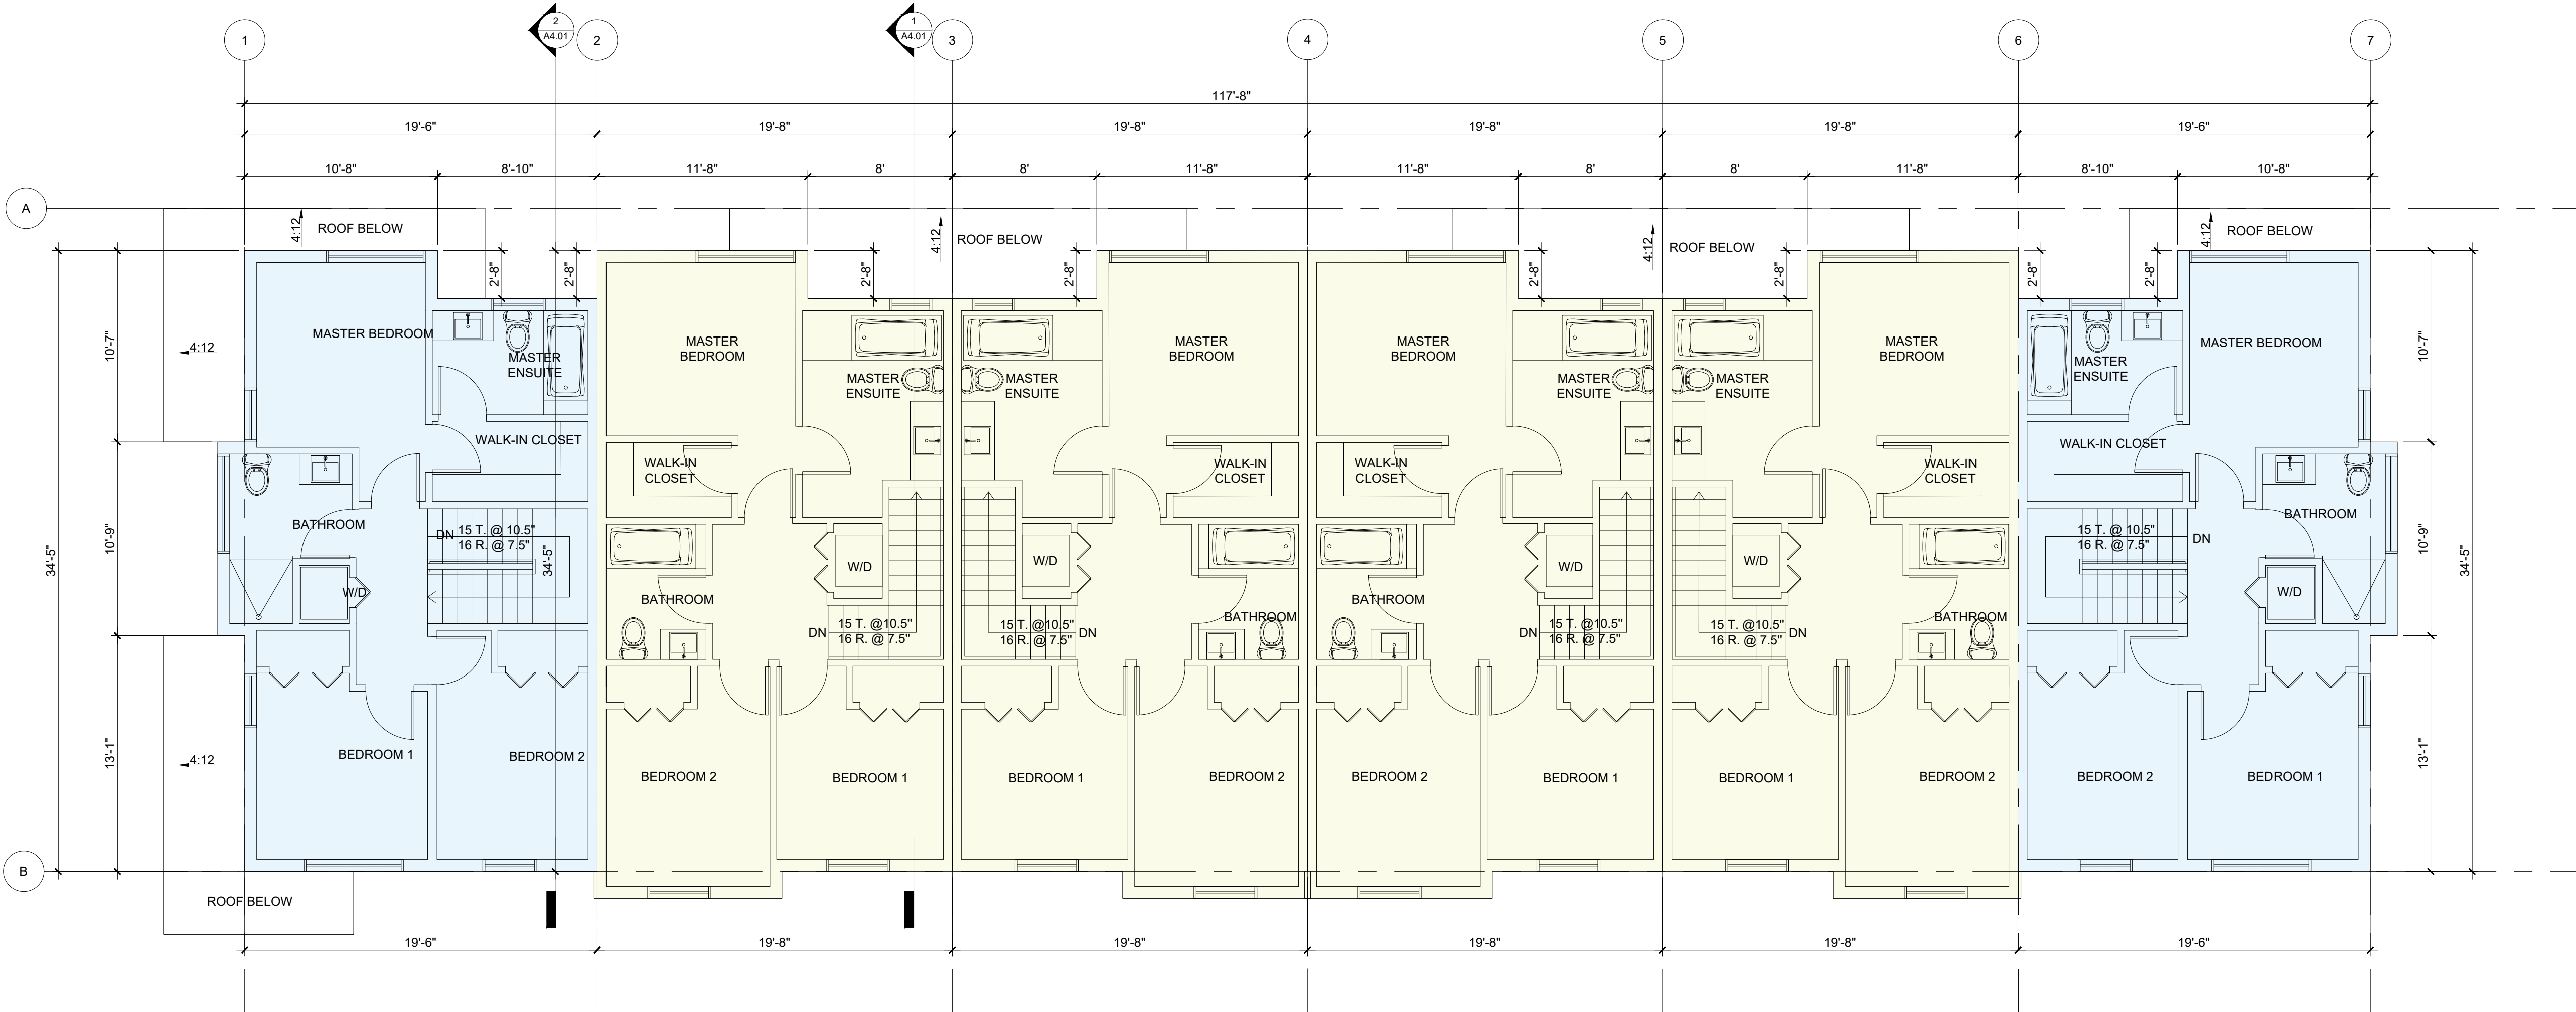 2
A4.01
1
A4.01
1
2
3
4
5
6
7
117'-8"
19'-6"
19'-8"
19'-8"
19'-8"
19'-8"
19'-6"
10'-8"
8'-10"
11'-8"
8'
8'
11'-8"
11'-8"
8'
8'
11'-8"
8'-10"
10'-8"
A
4:12
ROOF BELOW
4:12
ROOF BELOW
4:12
ROOF BELOW
4:12
ROOF BELOW
2'-8"
2'-8"
2'-8"
2'-8"
2'-8"
2'-8"
2'-8"
2'-8"
34'-5"
10'-7"
10'-9"
13'-1"
4:12
4:12
MASTER BEDROOM
MASTER
ENSUITE
WALK-IN CLOSET
BATHROOM
DN
15 T. @ 10.5"
16 R. @ 7.5"
34'-5"
W/D
BEDROOM 1
BEDROOM 2
MASTER
BEDROOM
MASTER
ENSUITE
WALK-IN
CLOSET
W/D
BATHROOM
DN
15 T. @10.5"
16 R. @ 7.5"
BEDROOM 2
BEDROOM 1
MASTER
BEDROOM
MASTER
ENSUITE
WALK-IN
CLOSET
W/D
BATHROOM
15 T. @10.5"
16 R. @ 7.5"
DN
BEDROOM 1
BEDROOM 2
MASTER
BEDROOM
MASTER
ENSUITE
WALK-IN
CLOSET
W/D
BATHROOM
DN
15 T. @10.5"
16 R. @ 7.5"
BEDROOM 2
BEDROOM 1
MASTER
BEDROOM
MASTER
ENSUITE
WALK-IN
CLOSET
W/D
BATHROOM
15 T. @10.5"
16 R. @ 7.5"
DN
BEDROOM 1
BEDROOM 2
MASTER BEDROOM
MASTER
ENSUITE
WALK-IN CLOSET
BATHROOM
15 T. @ 10.5"
16 R. @ 7.5"
DN
W/D
BEDROOM 2
BEDROOM 1
10'-7"
10'-9"
13'-1"
34'-5"
B
ROOF BELOW
19'-6"
19'-8"
19'-8"
19'-8"
19'-8"
19'-6"